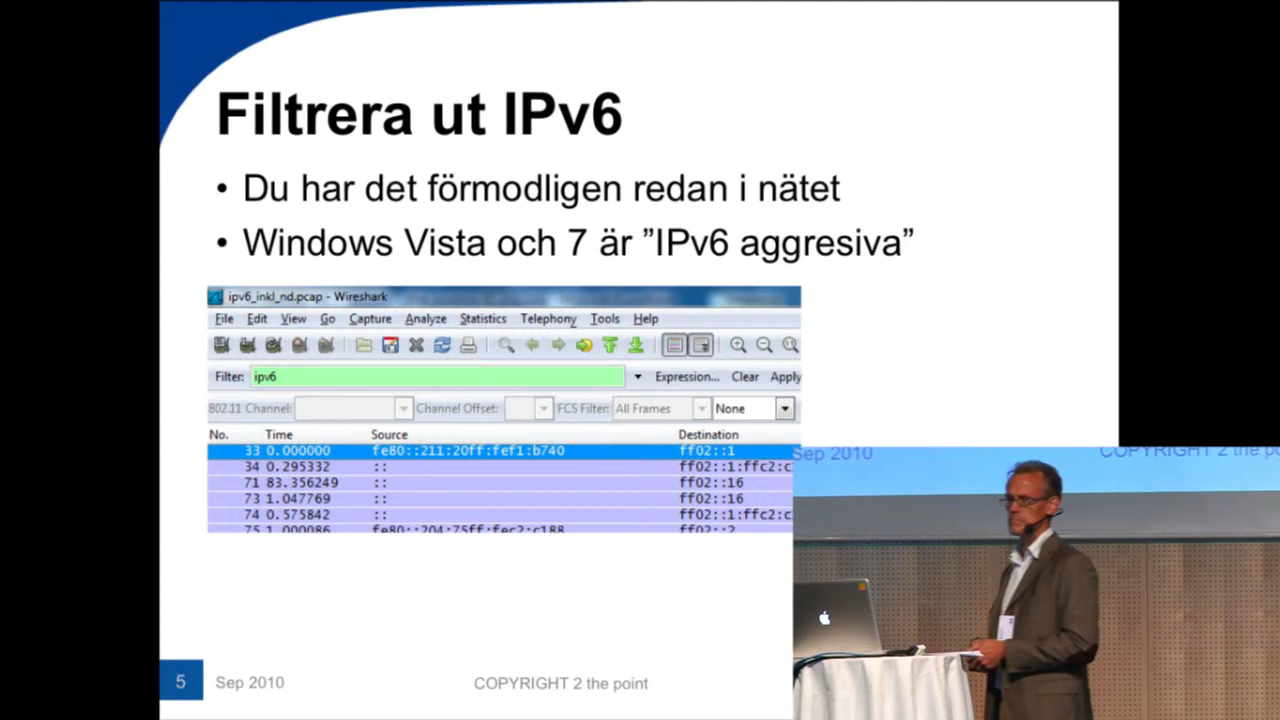 Filtrera ut IPv6
• Du har det förmodligen redan i nätet
• Windows Vista och 7 är ”IPv6 aggresiva”
ipv6_inkl_nd.pcap - Wireshark
File Edit View Go Capture Analyze Statistics Telephony Tools Help
Filter: ipv6 Expression... Clear Apply
802.11 Channel: Channel Offset: FCS Filter: All Frames None
No. Time Source Destination
33 0.000000 fe80::211:20ff:fef1:b740 ff02::1
34 0.295332 :: ff02::1:ffc2:c
71 83.356249 :: ff02::16
73 1.047769 :: ff02::16
74 0.575842 :: ff02::1:ffc2:c
75 1.000086 fe80::204:75ff:fec2:c188 ff02::2
Sep 2010 COPYRIGHT 2 the po
5 Sep 2010 COPYRIGHT 2 the point